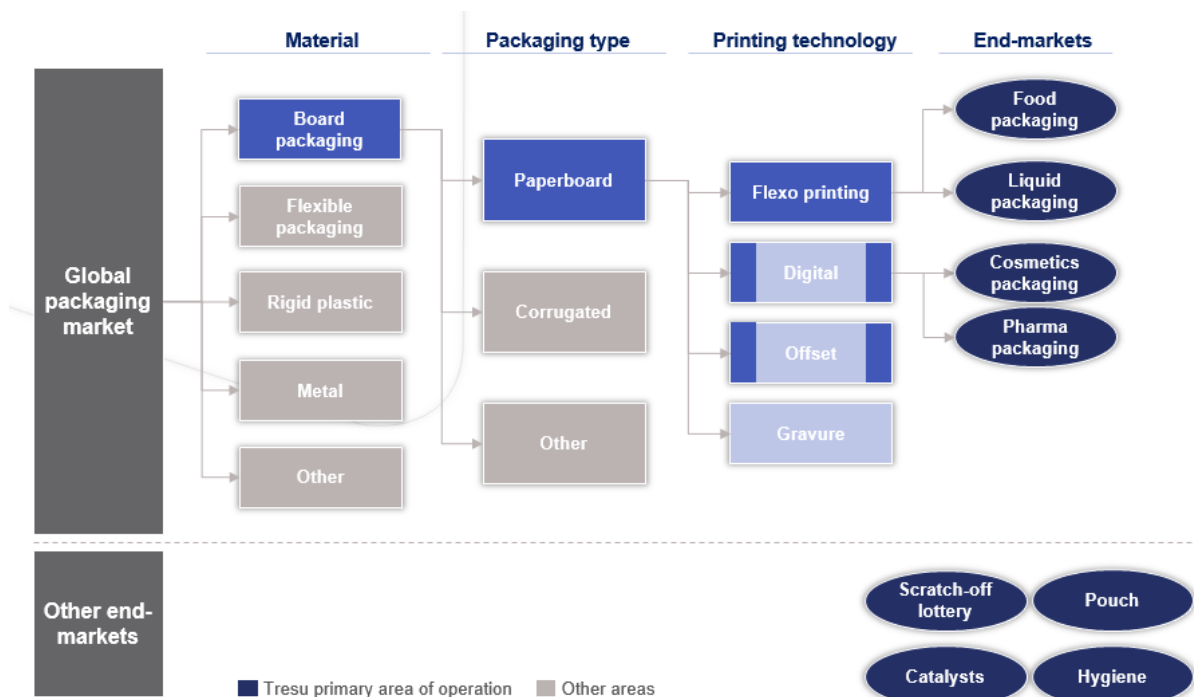 Material
Packaging type
Printing technology
End-markets
Global
packaging
market
Board
packaging
Flexible
packaging
Rigid plastic
Metal
Other
Paperboard
Corrugated
Other
Flexo printing
Digital
Offset
Gravure
Food
packaging
Liquid
packaging
Cosmetics
packaging
Pharma
packaging
Other end-
markets
Scratch-off
lottery
Pouch
Catalysts
Hygiene
Tresu primary area of operation
Other areas